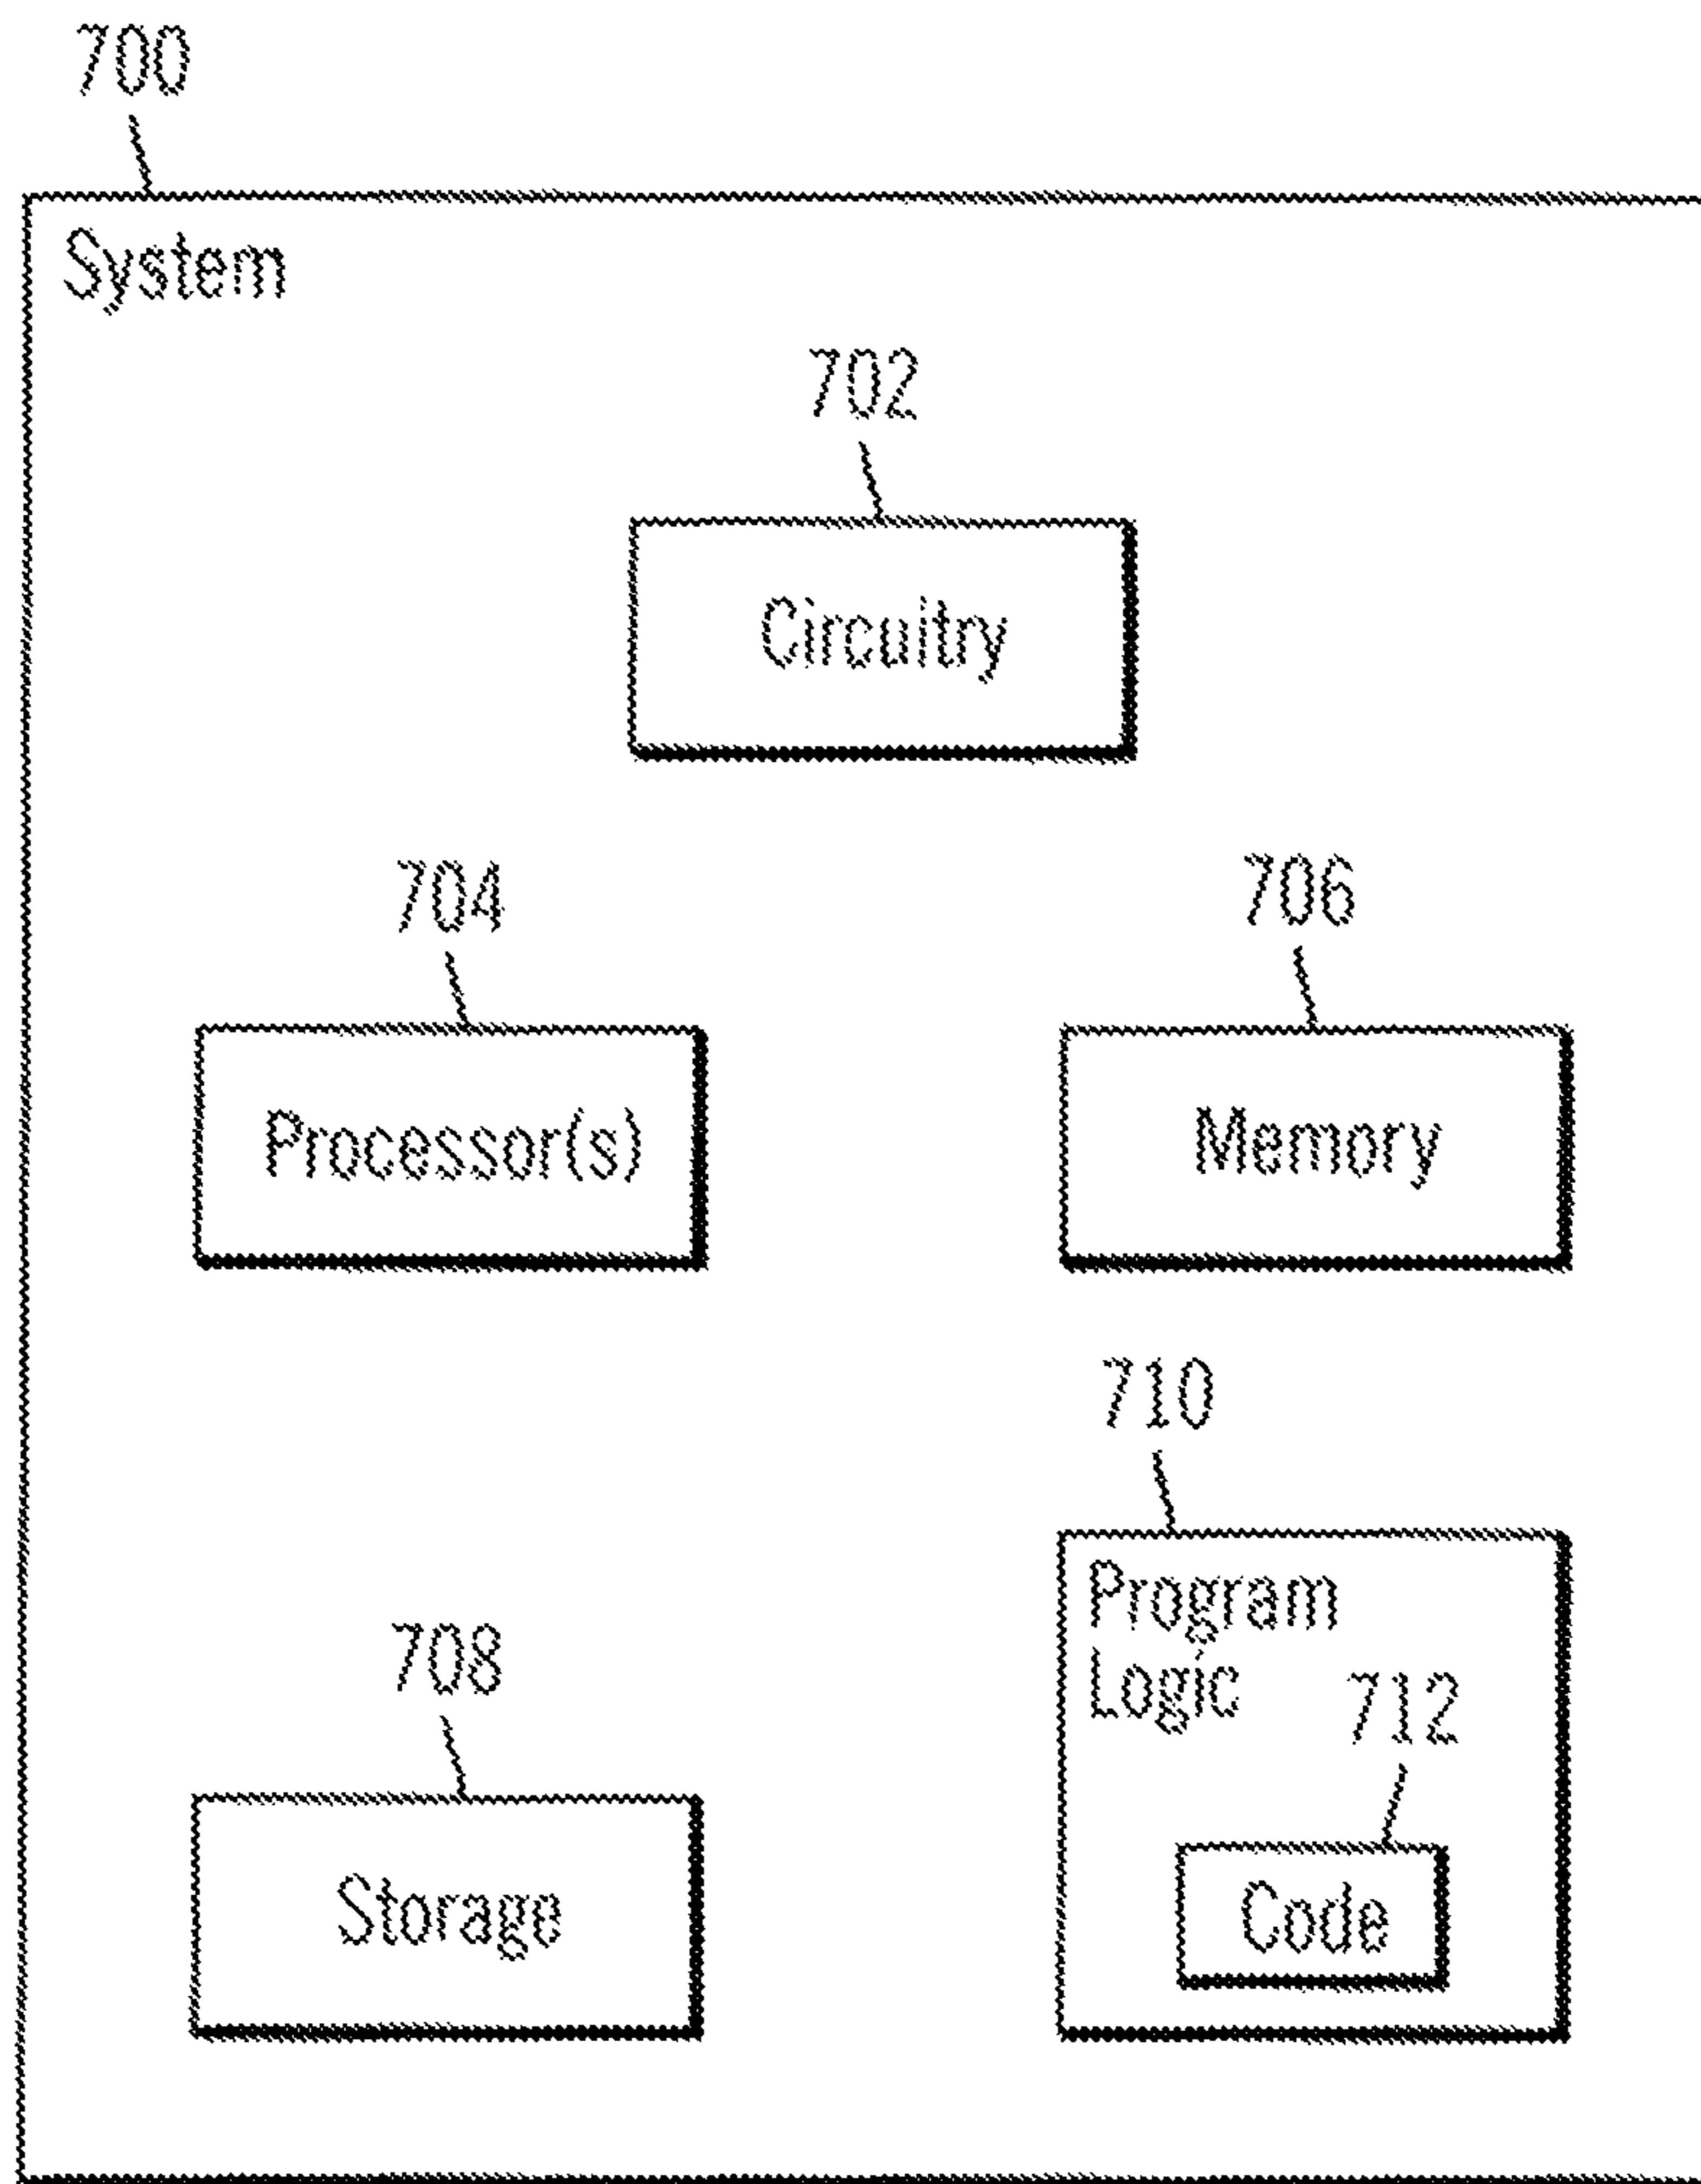 700
System
702
Circuitry
704
706
Processor(s)
Memory
710
Program
Logic
708
712
Storage
Code